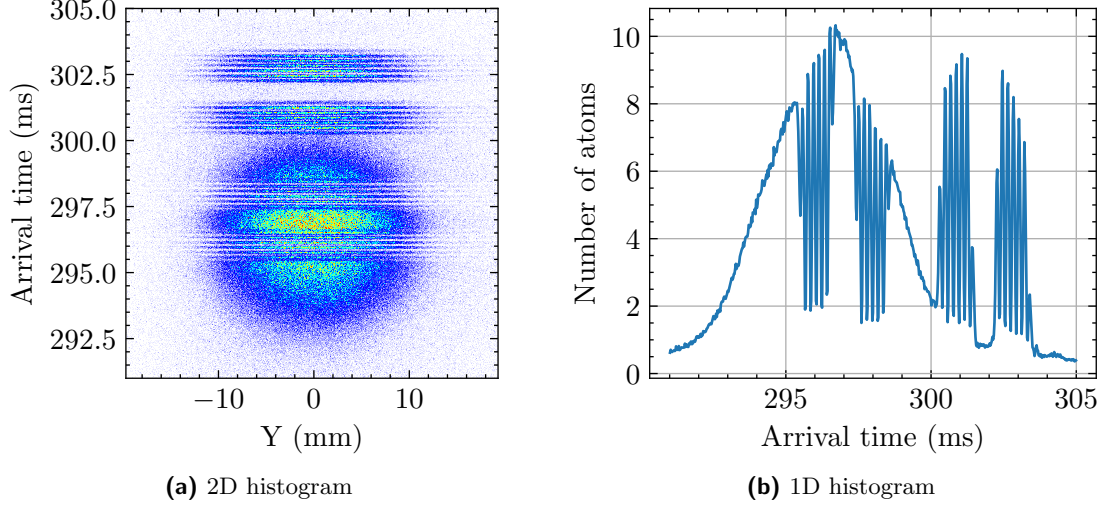 305.0
302.5
300.0
297.5
295.0
292.5
Arrival time (ms)
−10 0 10
Y (mm)
(a) 2D histogram
10
8
6
4
2
0
Number of atoms
295 300 305
Arrival time (ms)
(b) 1D histogram